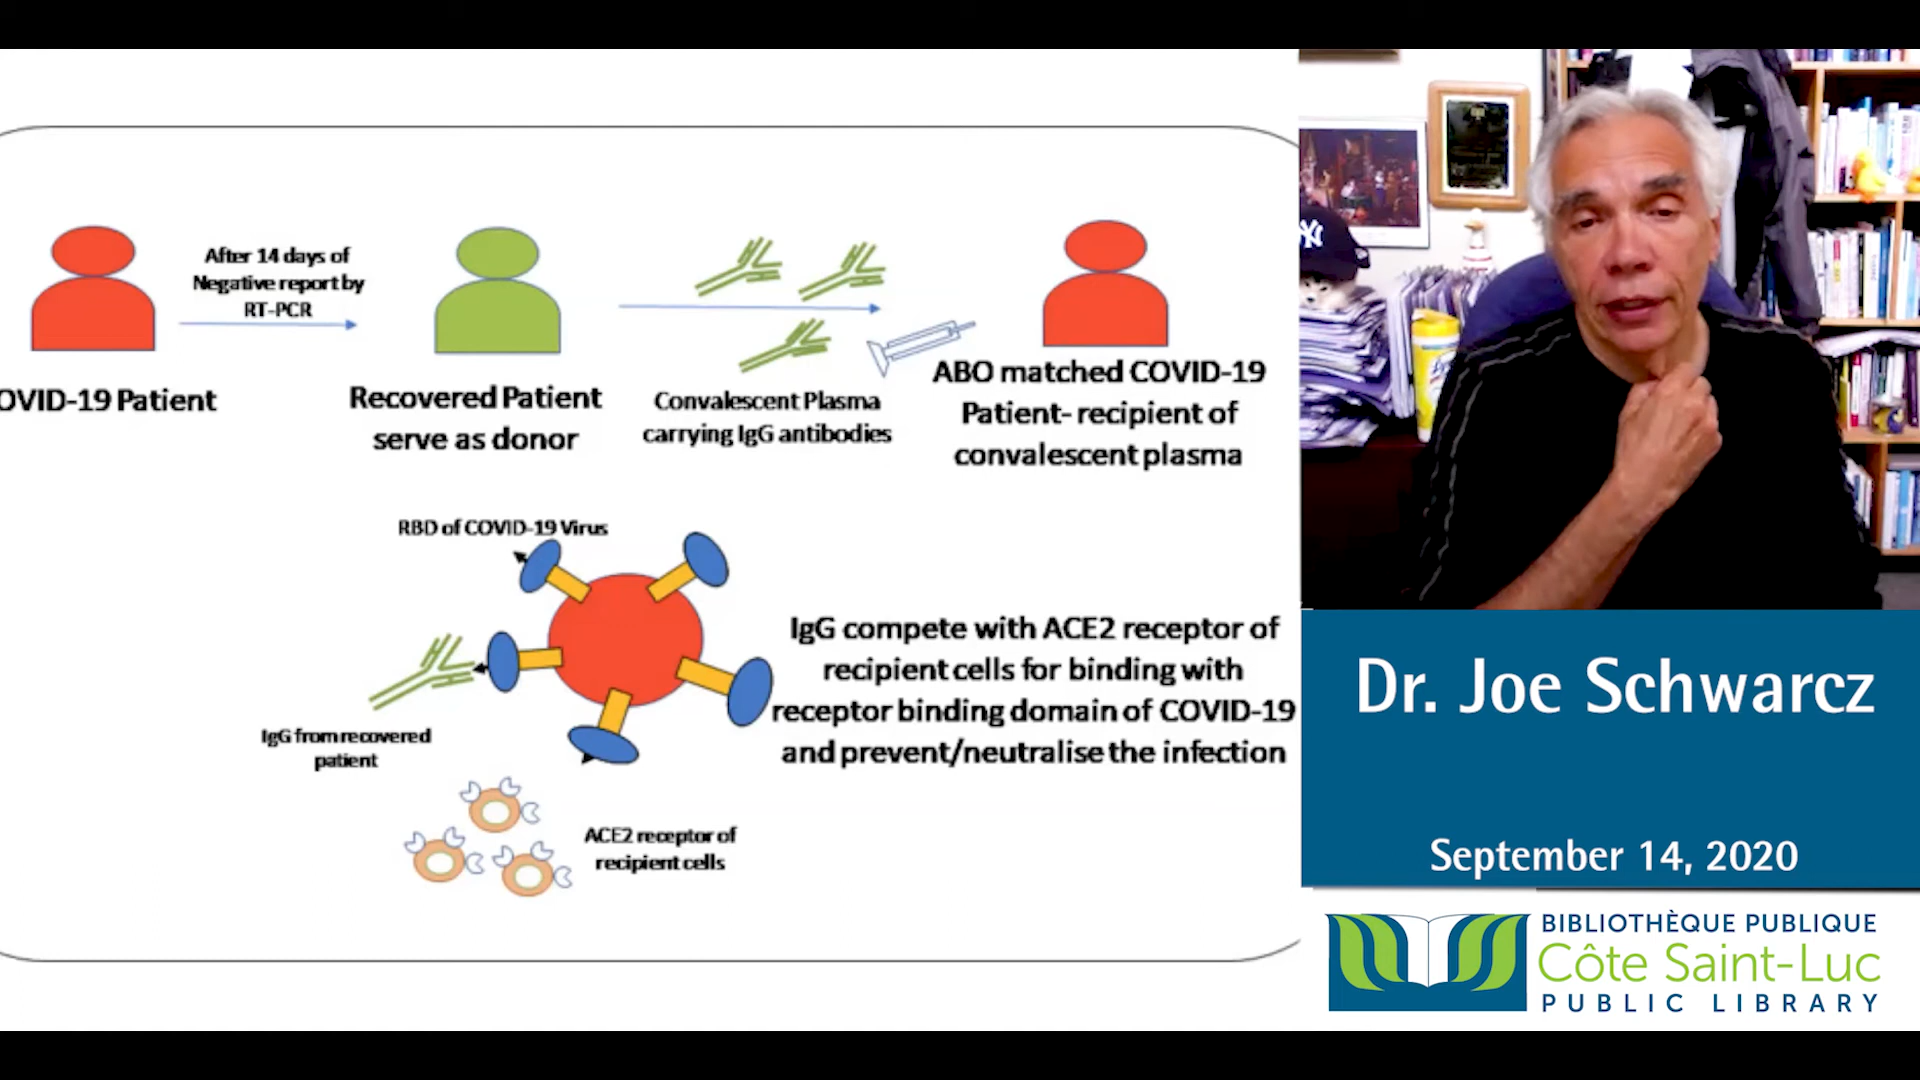 After 14 days of
Negative report by
RT-PCR
OVID-19 Patient
Recovered Patient
serve as donor
Convalescent Plasma
carrying IgG antibodies
ABO matched COVID-19
Patient- recipient of
convalescent plasma
RBD of COVID-19 Virus
IgG from recovered
patient
IgG compete with ACE2 receptor of
recipient cells for binding with
receptor binding domain of COVID-19
and prevent/neutralise the infection
ACE2 receptor of
recipient cells
NY
Dr. Joe Schwarcz
September 14, 2020
BIBLIOTHÈQUE PUBLIQUE
Côte Saint-Luc
PUBLIC LIBRARY